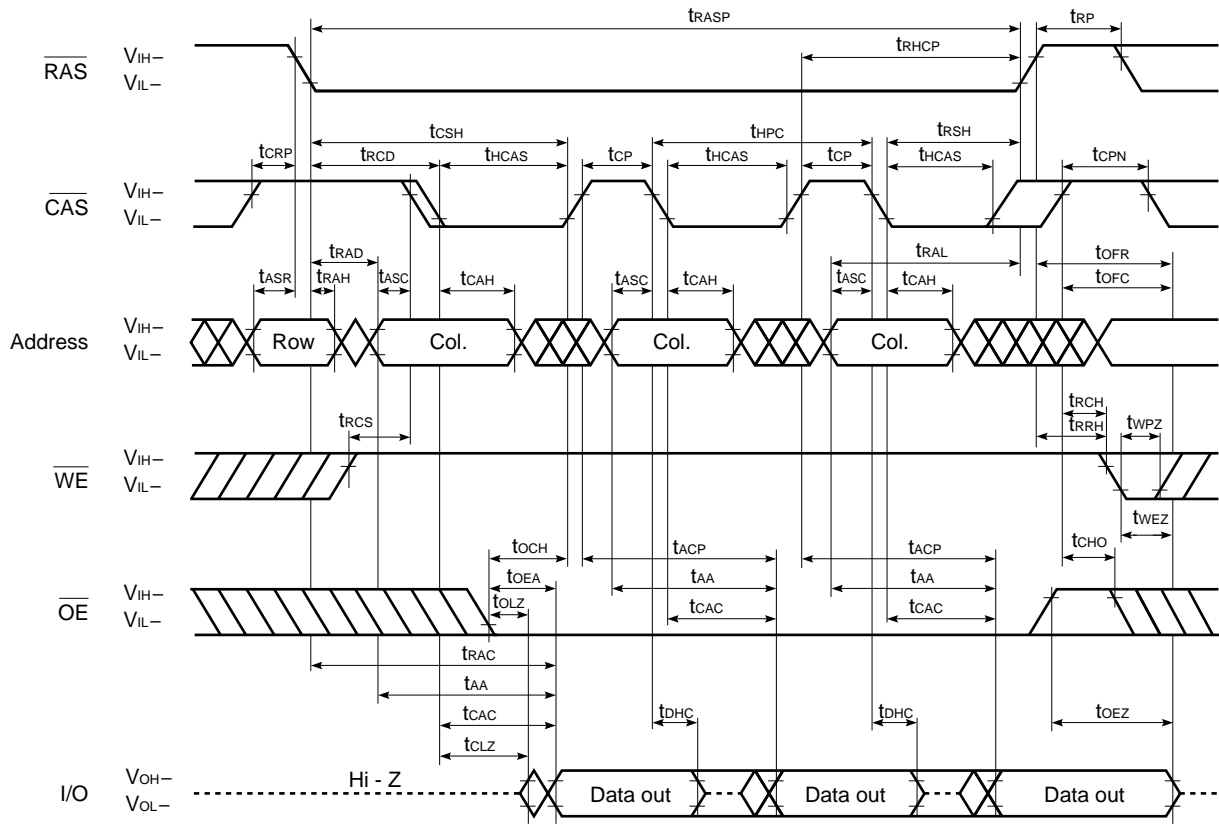 tRASP tRP
VIH–
RAS
VIL–
tRHCP
tCSH tHPC tRSH
tCRP tRCD tHCAS tCP tHCAS tCP tHCAS tCPN
VIH–
CAS
VIL–
tRAD tRAL tOFR
tASR tRAH tASC tCAH tASC tCAH tASC tCAH tOFC
VIH–
Address Row Col. Col. Col.
VIL–
tRCH
tRCS tRRH tWPZ
VIH–
WE
VIL–
tWEZ
tOCH tACP tACP tCHO
tOEA tAA tAA
VIH–
OE tOLZ
VIL–
tCAC tCAC
tRAC
tAA
tCAC tDHC tDHC tOEZ
tCLZ
VOH–
I/O Hi - Z Data out Data out Data out
VOL–